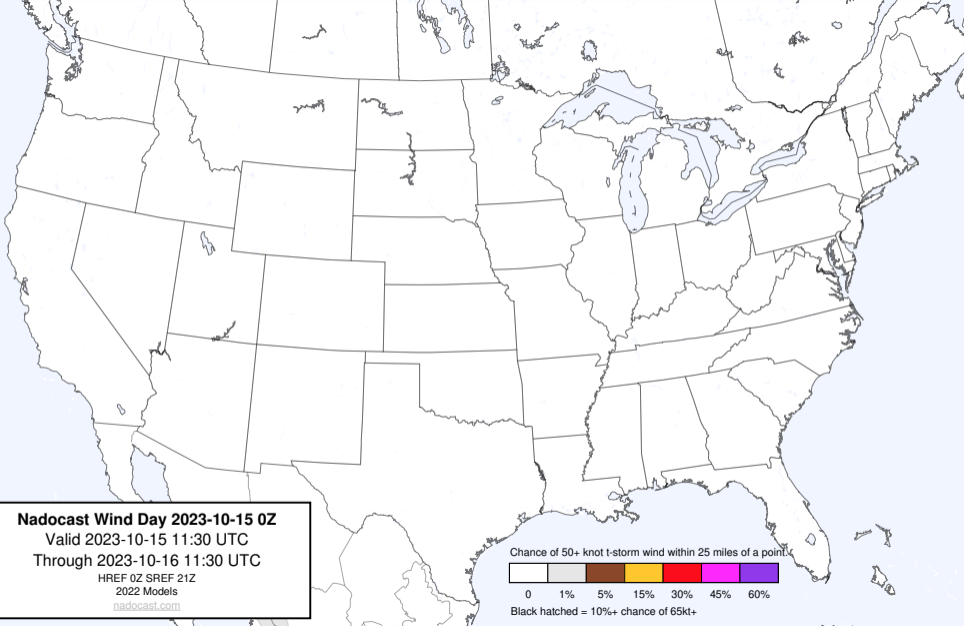 Nadocast Wind Day 2023-10-15 0Z
Valid 2023-10-15 11:30 UTC
Through 2023-10-16 11:30 UTC
HREF 0Z SREF 21Z
2022 Models
nadocast.com
Chance of 50+ knot t-storm wind within 25 miles of a point.
0 1% 5% 15% 30% 45% 60%
Black hatched = 10%+ chance of 65kt+